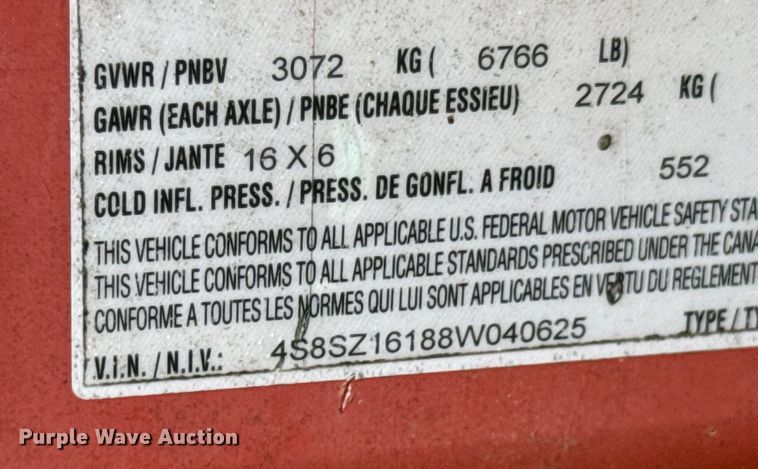 GVWR / PNBV 3072 KG ( 6766 LB)
GAWR (EACH AXLE) / PNBE (CHAQUE ESSIEU) 2724 KG (
RIMS / JANTE 16 X 6
COLD INFL. PRESS. / PRESS. DE GONFL. A FROID 552
THIS VEHICLE CONFORMS TO ALL APPLICABLE U.S. FEDERAL MOTOR VEHICLE SAFETY STA
THIS VEHICLE CONFORMS TO ALL APPLICABLE STANDARDS PRESCRIBED UNDER THE CANA
CONFORME A TOUTES LES NORMES QUI LUI SONT APPLICABLES EN VERTU DU REGLEMENT
V.I.N. / N.I.V.: 4S8SZ16188W040625 TYPE / TY
Purple Wave Auction